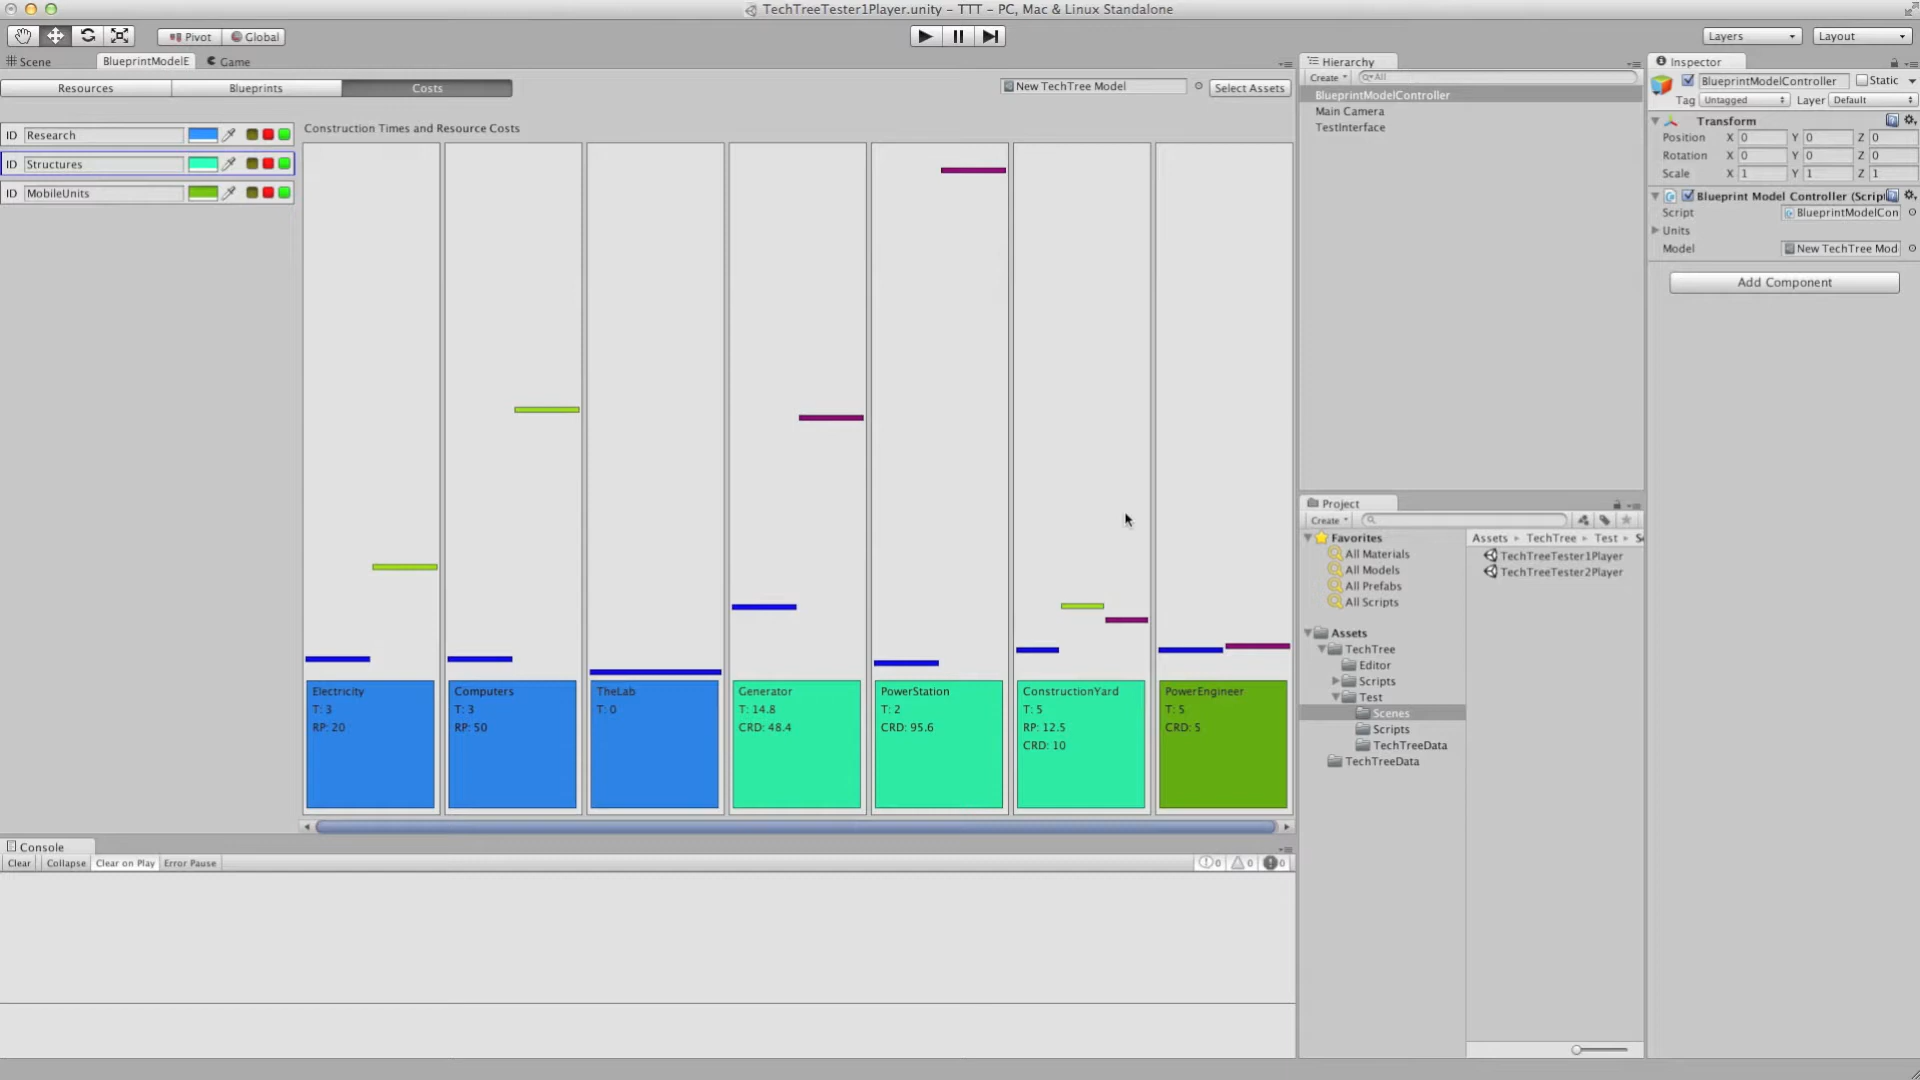 TechTreeTester1Player.unity – TTT – PC, Mac & Linux Standalone
Pivot
Global
Layers
Layout
Scene
BlueprintModelE
Game
Resources
Blueprints
Costs
New TechTree Model
Select Assets
ID
Research
ID
Structures
ID
MobileUnits
Construction Times and Resource Costs
Electricity
T: 3
RP: 20
Computers
T: 3
RP: 50
TheLab
T: 0
Generator
T: 14.8
CRD: 48.4
PowerStation
T: 2
CRD: 95.6
ConstructionYard
T: 5
RP: 12.5
CRD: 10
PowerEngineer
T: 5
CRD: 5
Console
Clear
Collapse
Clear on Play
Error Pause
0
0
0
Hierarchy
Create
All
BlueprintModelController
Main Camera
TestInterface
Project
Create
Favorites
All Materials
All Models
All Prefabs
All Scripts
Assets
TechTree
Editor
Scripts
Test
Scenes
Scripts
TechTreeData
TechTreeData
Assets
TechTree
Test
TechTreeTester1Player
TechTreeTester2Player
Inspector
BlueprintModelController
Static
Tag
Untagged
Layer
Default
Transform
Position X 0 Y 0 Z 0
Rotation X 0 Y 0 Z 0
Scale X 1 Y 1 Z 1
Blueprint Model Controller (Script
Script
BlueprintModelCon
Units
Model
New TechTree Mod
Add Component